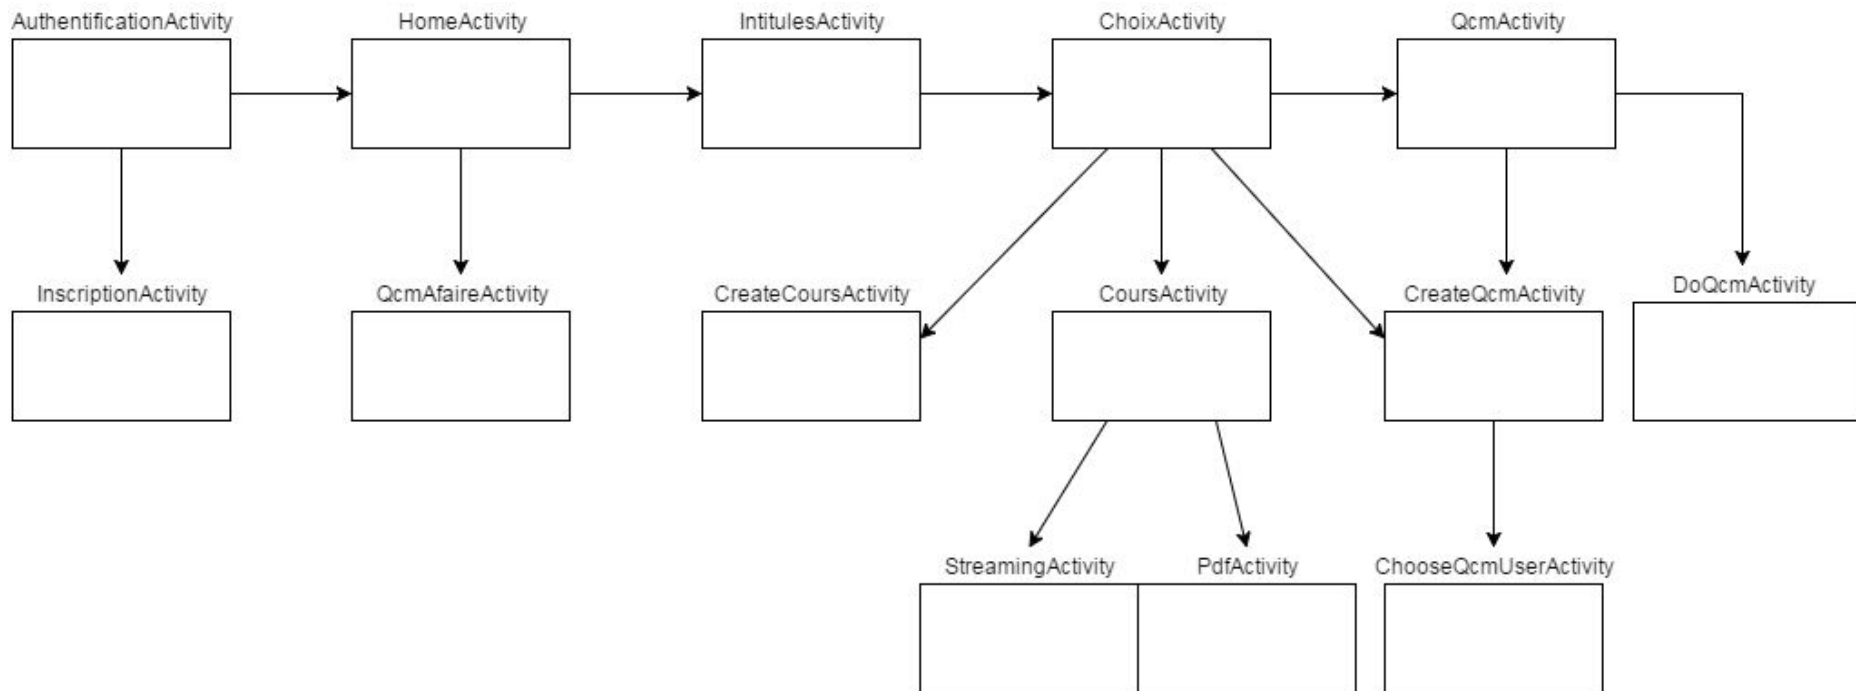 AuthentificationActivity
HomeActivity
IntitulesActivity
ChoixActivity
QcmActivity
InscriptionActivity
QcmAfaireActivity
CreateCoursActivity
CoursActivity
CreateQcmActivity
DoQcmActivity
StreamingActivity
PdfActivity
ChooseQcmUserActivity